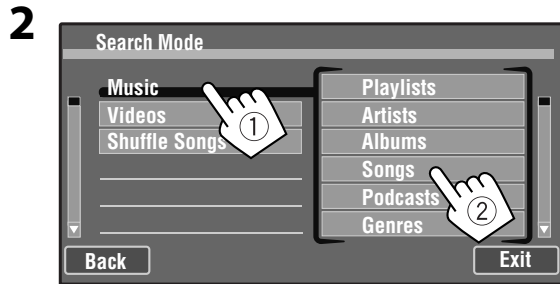 2
Search Mode
Music
Videos
Shuffle Songs
Playlists
Artists
Albums
Songs
Podcasts
Genres
①
②
Back
Exit